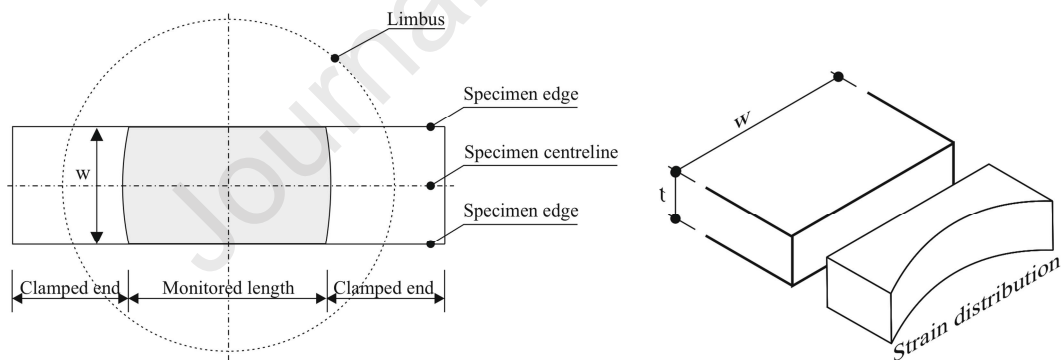 Limbus
Specimen edge
Specimen centreline
Specimen edge
w
Clamped end
Monitored length
Clamped end
w
t
Strain distribution